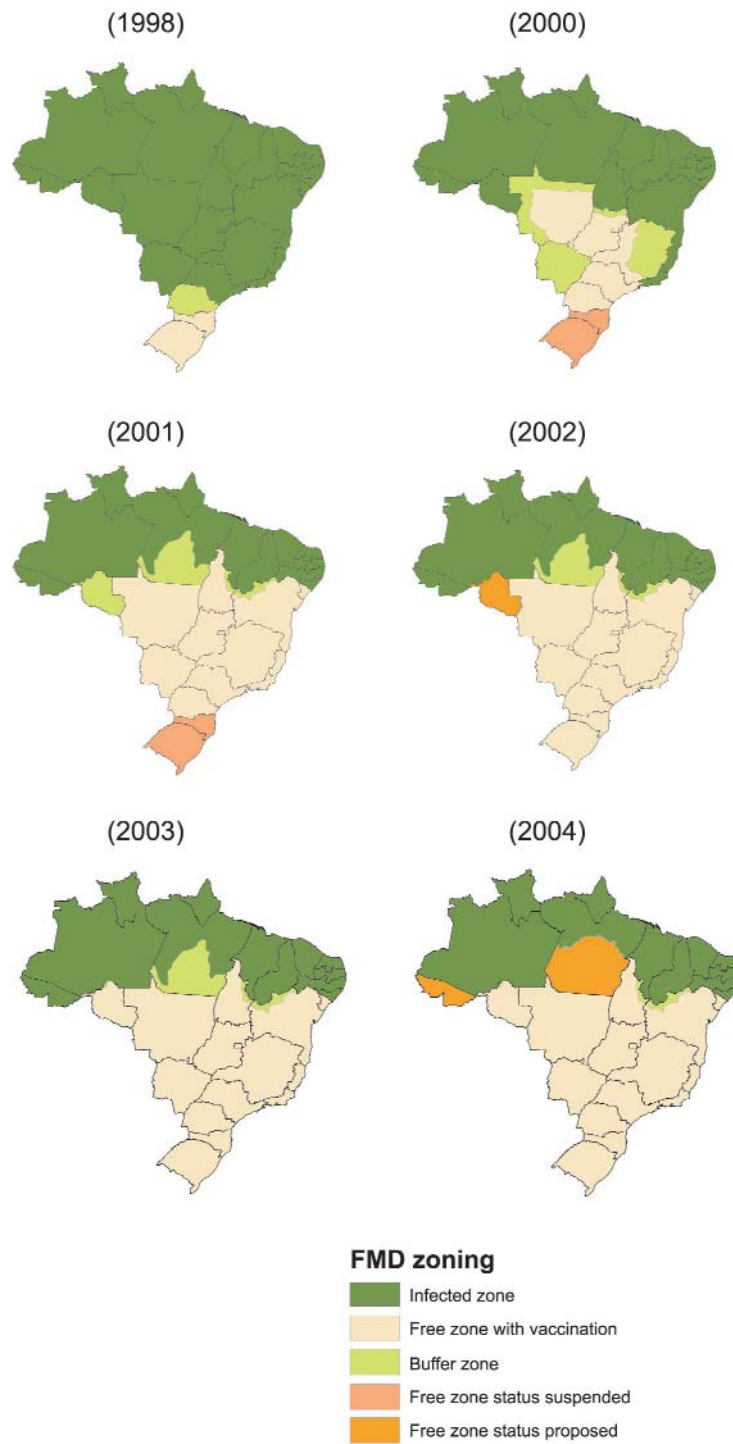 (1998)
(2000)
(2001)
(2002)
(2003)
(2004)
FMD zoning
Infected zone
Free zone with vaccination
Buffer zone
Free zone status suspended
Free zone status proposed